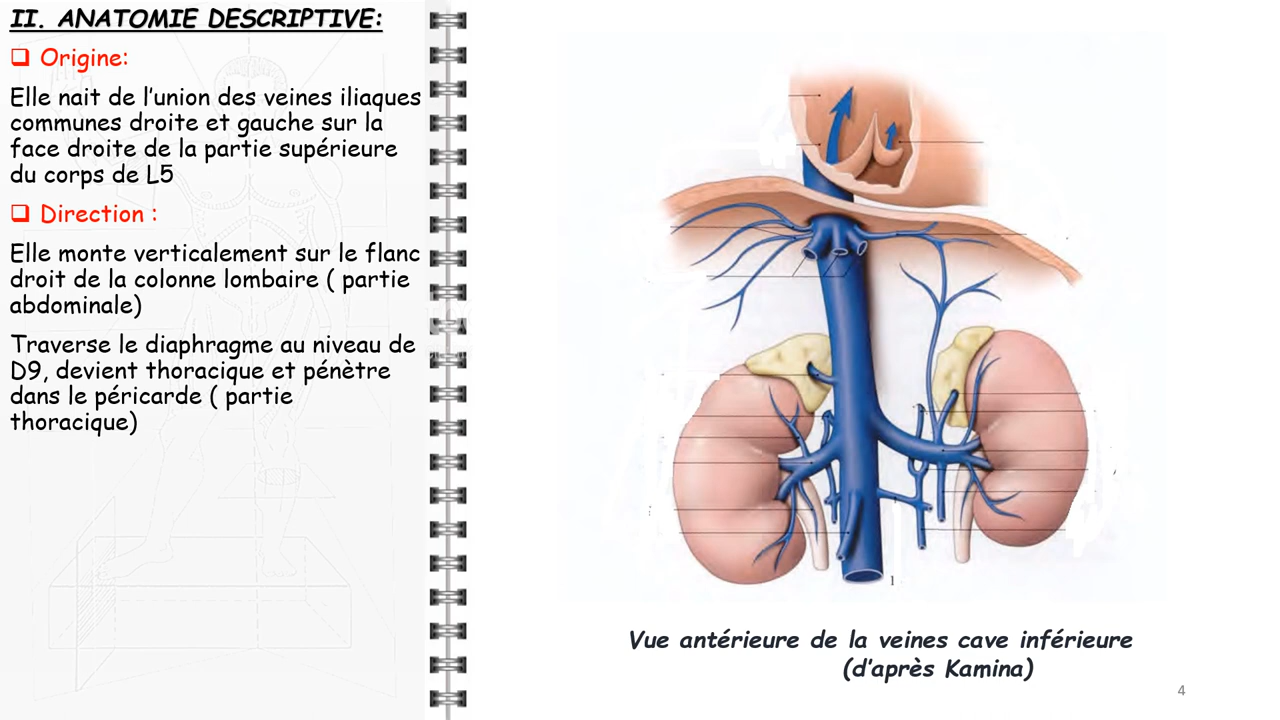 II. ANATOMIE DESCRIPTIVE:
❑ Origine:
Elle nait de l'union des veines iliaques
communes droite et gauche sur la
face droite de la partie supérieure
du corps de L5
❑ Direction :
Elle monte verticalement sur le flanc
droit de la colonne lombaire ( partie
abdominale)
Traverse le diaphragme au niveau de
D9, devient thoracique et pénètre
dans le péricarde ( partie
thoracique)
1
Vue antérieure de la veines cave inférieure
(d'après Kamina)
4